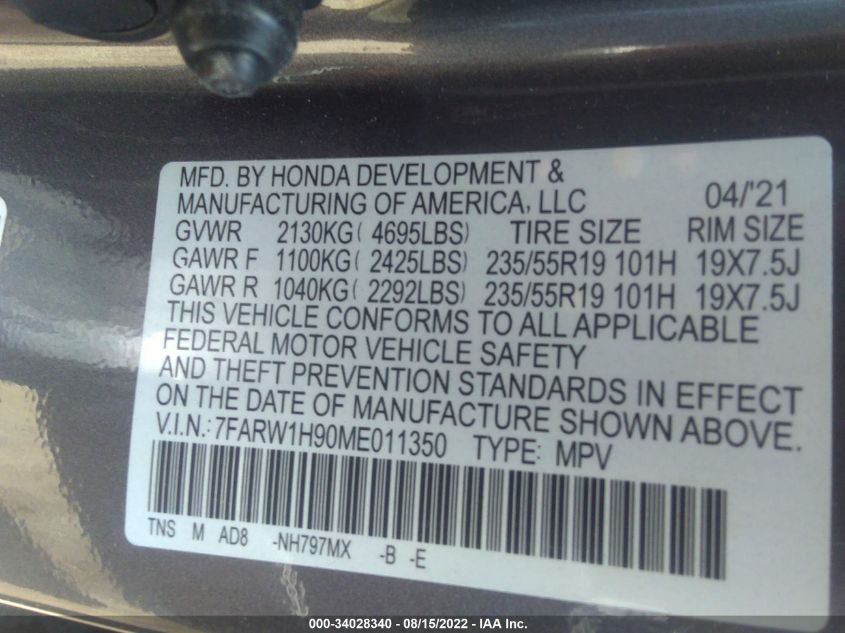 MFD. BY HONDA DEVELOPMENT &
MANUFACTURING OF AMERICA, LLC 04/'21
GVWR 2130KG( 4695LBS) TIRE SIZE RIM SIZE
GAWR F 1100KG( 2425LBS) 235/55R19 101H 19X7.5J
GAWR R 1040KG( 2292LBS) 235/55R19 101H 19X7.5J
THIS VEHICLE CONFORMS TO ALL APPLICABLE
FEDERAL MOTOR VEHICLE SAFETY
AND THEFT PREVENTION STANDARDS IN EFFECT
ON THE DATE OF MANUFACTURE SHOWN ABOVE.
V.I.N.: 7FARW1H90ME011350 TYPE: MPV
TNS M AD8 -NH797MX -B -E
000-34028340 - 08/15/2022 - IAA Inc.